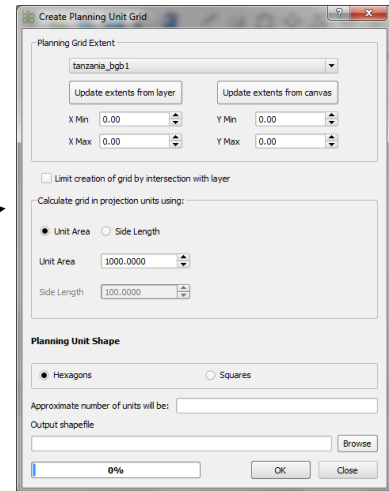 Create Planning Unit Grid
Planning Grid Extent
tanzania_bgb1
Update extents from layer Update extents from canvas
X Min 0.00 Y Min 0.00
X Max 0.00 Y Max 0.00
Limit creation of grid by intersection with layer
Calculate grid in projection units using:
Unit Area Side Length
Unit Area 1000.0000
Side Length 100.0000
Planning Unit Shape
Hexagons Squares
Approximate number of units will be:
Output shapefile
Browse
0% OK Close